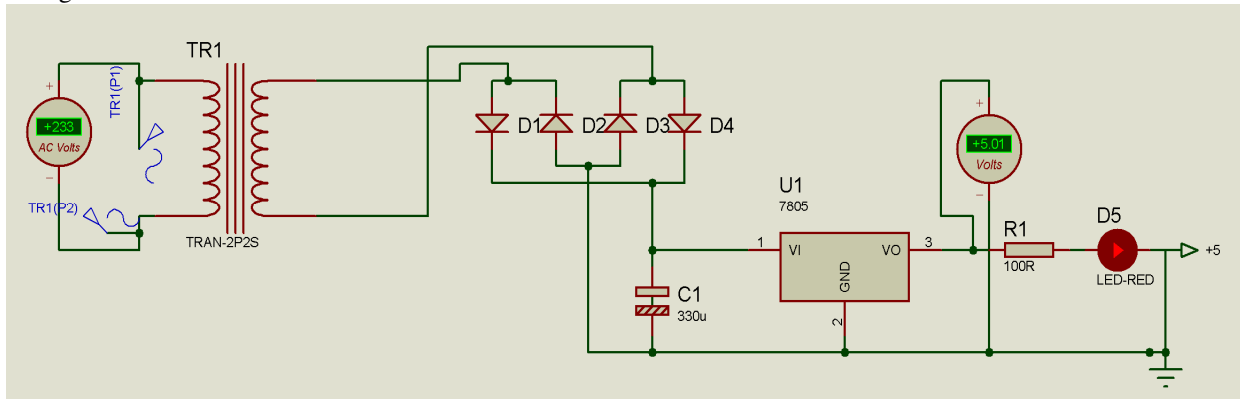 TR1
TR1(P1)
+
+233
AC Volts
−
TR1(P2)
TRAN-2P2S
D1
D2
D3
D4
+
+5.01
Volts
−
U1
7805
1
VI
VO
3
GND
2
C1
330u
R1
100R
D5
LED-RED
+5